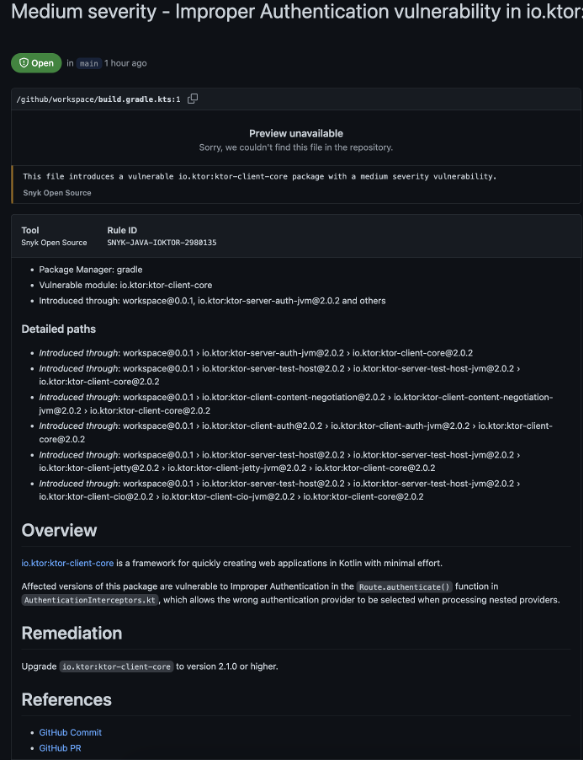 Medium severity - Improper Authentication vulnerability in io.ktor:
Open in main 1 hour ago
/github/workspace/build.gradle.kts:1
Preview unavailable
Sorry, we couldn't find this file in the repository.
This file introduces a vulnerable io.ktor:ktor-client-core package with a medium severity vulnerability.
Snyk Open Source
Tool Rule ID
Snyk Open Source SNYK-JAVA-IOKTOR-2980135
• Package Manager: gradle
• Vulnerable module: io.ktor:ktor-client-core
• Introduced through: workspace@0.0.1, io.ktor:ktor-server-auth-jvm@2.0.2 and others
Detailed paths
• Introduced through: workspace@0.0.1 › io.ktor:ktor-server-auth-jvm@2.0.2 › io.ktor:ktor-client-core@2.0.2
• Introduced through: workspace@0.0.1 › io.ktor:ktor-server-test-host@2.0.2 › io.ktor:ktor-server-test-host-jvm@2.0.2 ›
io.ktor:ktor-client-core@2.0.2
• Introduced through: workspace@0.0.1 › io.ktor:ktor-client-content-negotiation@2.0.2 › io.ktor:ktor-client-content-negotiation-
jvm@2.0.2 › io.ktor:ktor-client-core@2.0.2
• Introduced through: workspace@0.0.1 › io.ktor:ktor-client-auth@2.0.2 › io.ktor:ktor-client-auth-jvm@2.0.2 › io.ktor:ktor-client-
core@2.0.2
• Introduced through: workspace@0.0.1 › io.ktor:ktor-server-test-host@2.0.2 › io.ktor:ktor-server-test-host-jvm@2.0.2 ›
io.ktor:ktor-client-jetty@2.0.2 › io.ktor:ktor-client-jetty-jvm@2.0.2 › io.ktor:ktor-client-core@2.0.2
• Introduced through: workspace@0.0.1 › io.ktor:ktor-server-test-host@2.0.2 › io.ktor:ktor-server-test-host-jvm@2.0.2 ›
io.ktor:ktor-client-cio@2.0.2 › io.ktor:ktor-client-cio-jvm@2.0.2 › io.ktor:ktor-client-core@2.0.2
Overview
io.ktor:ktor-client-core is a framework for quickly creating web applications in Kotlin with minimal effort.
Affected versions of this package are vulnerable to Improper Authentication in the Route.authenticate() function in
AuthenticationInterceptors.kt, which allows the wrong authentication provider to be selected when processing nested providers.
Remediation
Upgrade io.ktor:ktor-client-core to version 2.1.0 or higher.
References
• GitHub Commit
• GitHub PR